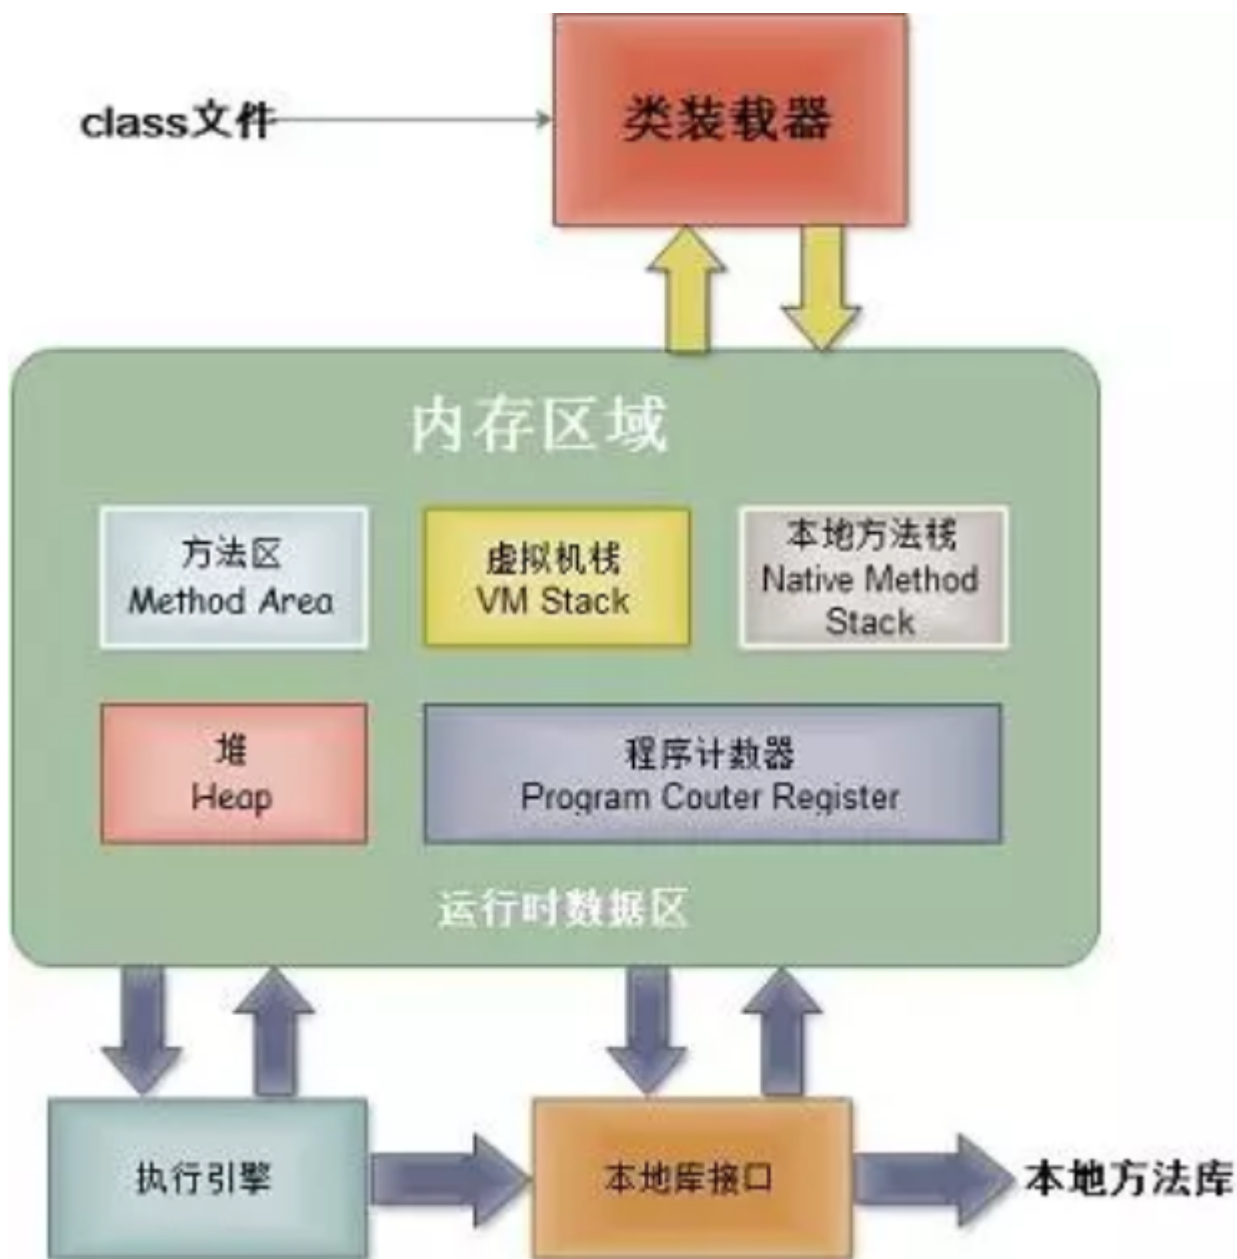 class文件
类装载器
内存区域
方法区
Method Area
虚拟机栈
VM Stack
本地方法栈
Native Method
Stack
堆
Heap
程序计数器
Program Couter Register
运行时数据区
执行引擎
本地库接口
本地方法库